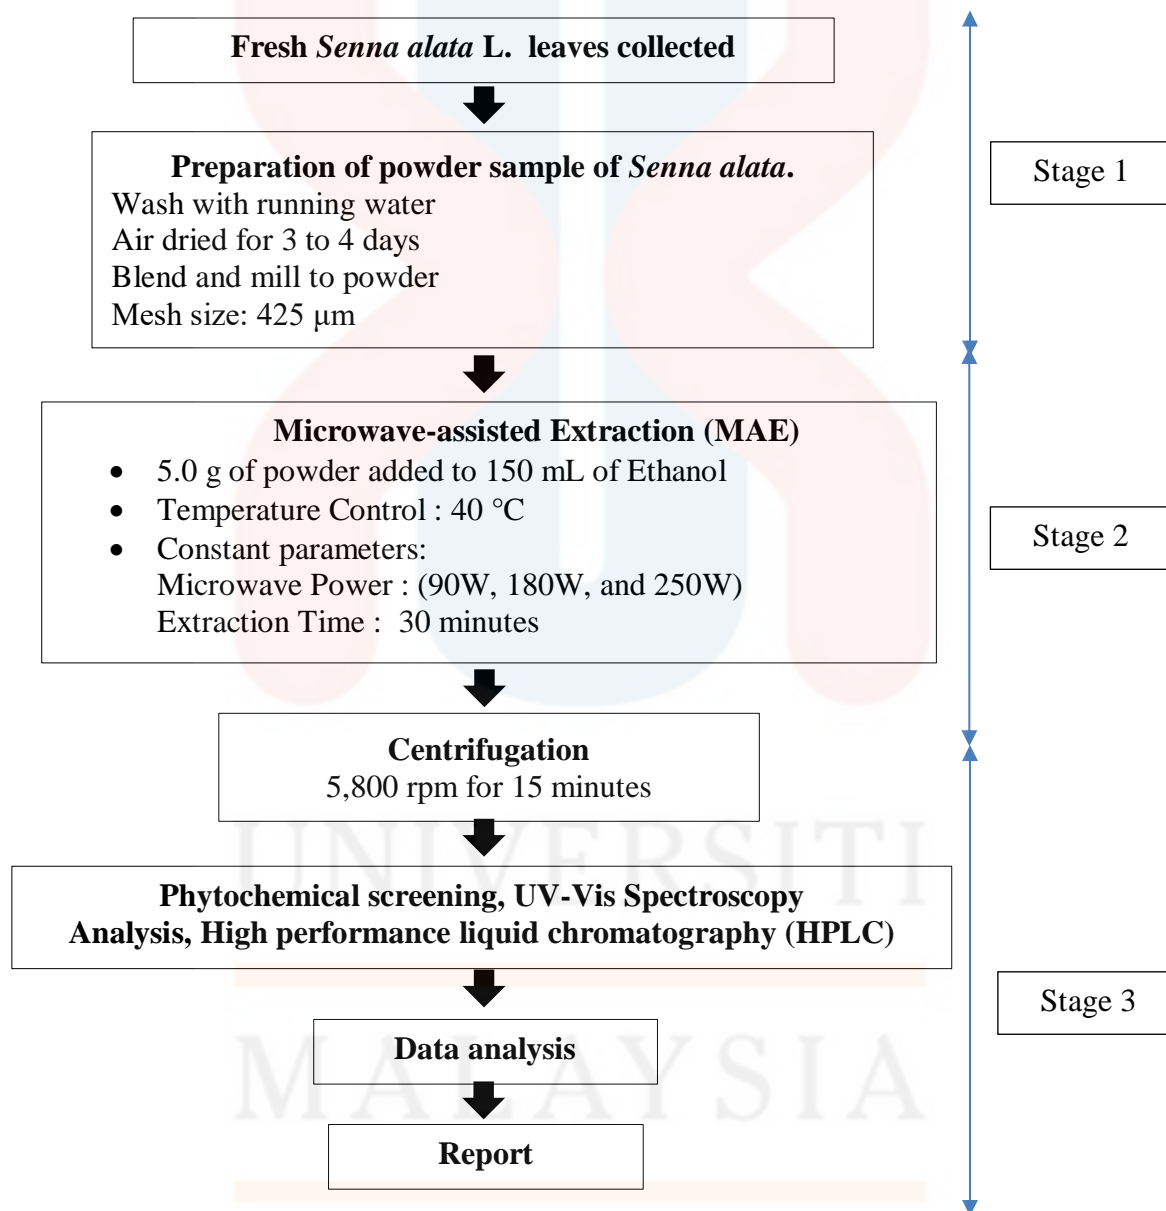 Fresh Senna alata L. leaves collected
Preparation of powder sample of Senna alata.
Wash with running water
Air dried for 3 to 4 days
Blend and mill to powder
Mesh size: 425 μm
Stage 1
Microwave-assisted Extraction (MAE)
• 5.0 g of powder added to 150 mL of Ethanol
• Temperature Control : 40 °C
• Constant parameters:
Microwave Power : (90W, 180W, and 250W)
Extraction Time : 30 minutes
Stage 2
Centrifugation
5,800 rpm for 15 minutes
UNIVERSITI
Phytochemical screening, UV-Vis Spectroscopy
Analysis, High performance liquid chromatography (HPLC)
Stage 3
Data analysis
MALAYSIA
Report